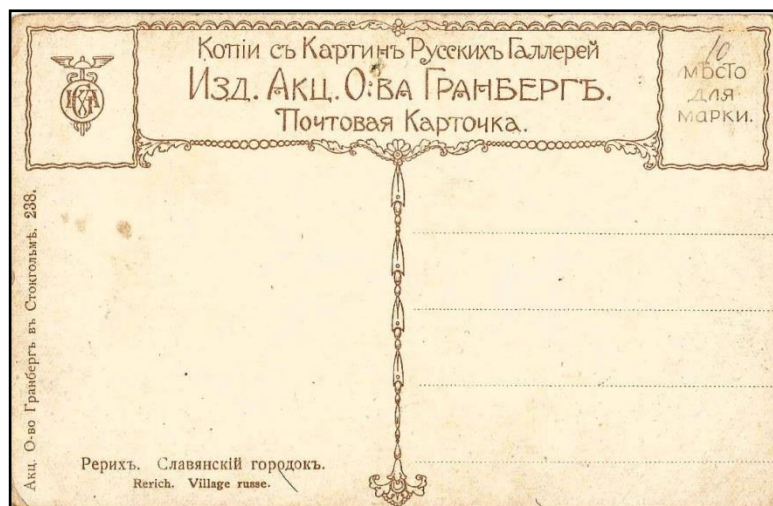 Копіи съ Картинъ Русскихъ Галлерей
Изд. Акц. О:ва Гранбергъ.
Почтовая Карточка.
10
мѣсто
для
марки.
Акц. О-во Гранбергъ въ Стокгольмѣ. 238.
Рерихъ. Славянскій городокъ.
Rerich. Village russe.